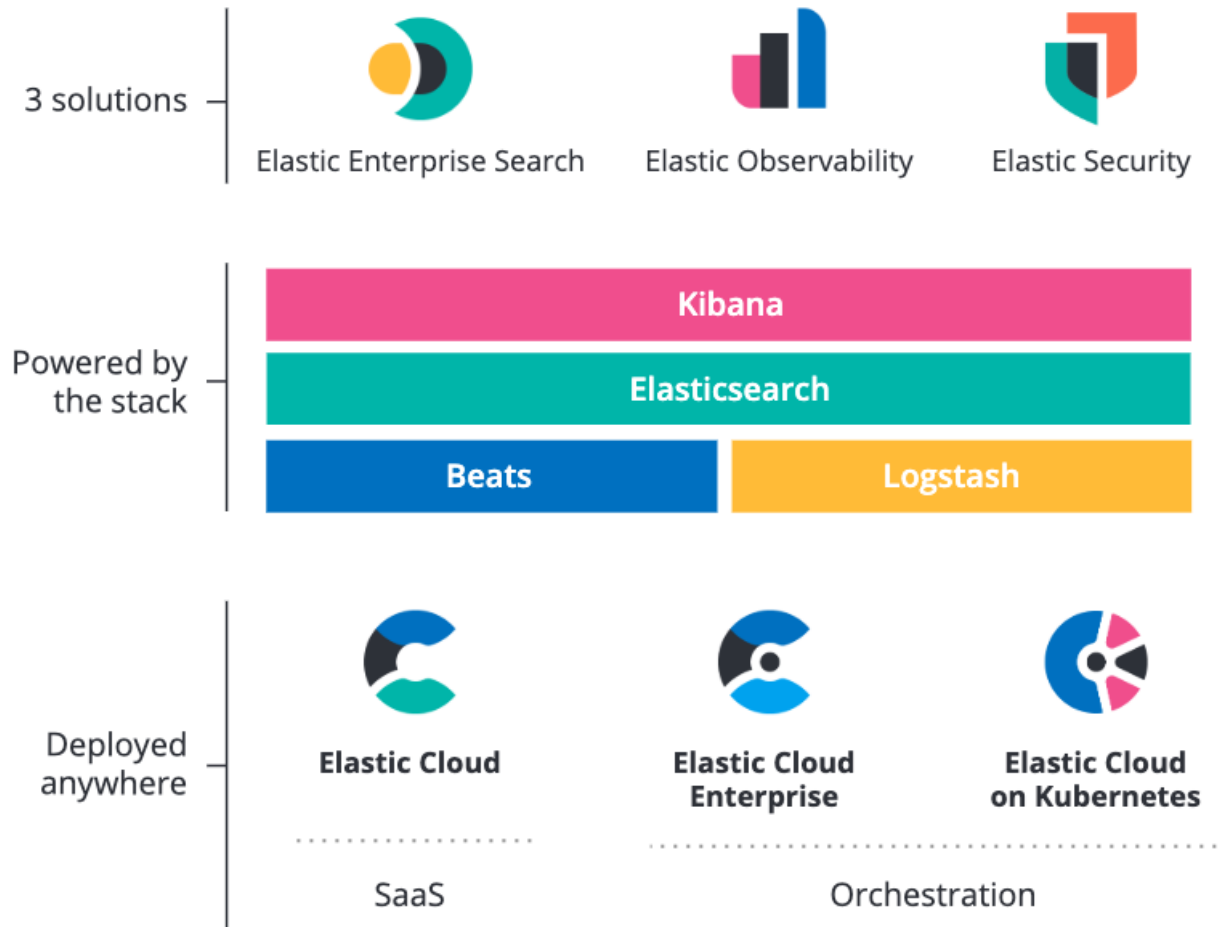 3 solutions
Elastic Enterprise Search
Elastic Observability
Elastic Security
Powered by
the stack
Kibana
Elasticsearch
Beats
Logstash
Deployed
anywhere
Elastic Cloud
Elastic Cloud
Enterprise
Elastic Cloud
on Kubernetes
SaaS
Orchestration